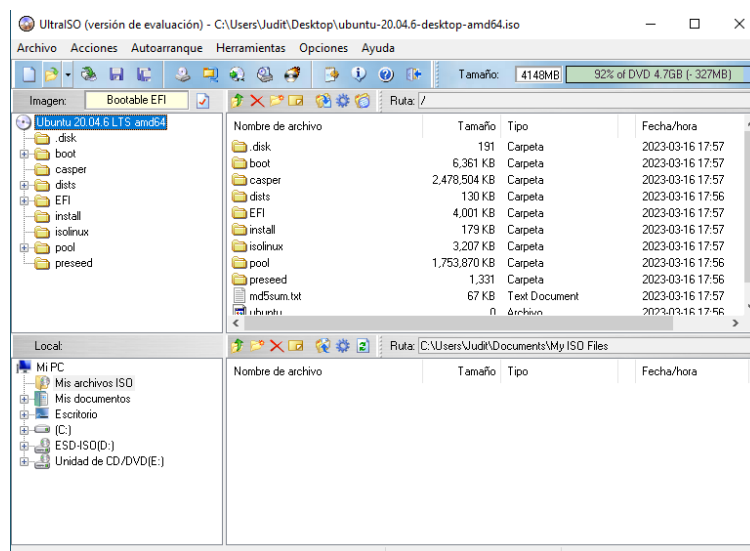 UltraISO (versión de evaluación) - C:\Users\Judit\Desktop\ubuntu-20.04.6-desktop-amd64.iso
Archivo Acciones Autoarranque Herramientas Opciones Ayuda
Tamaño: 4148MB 92% of DVD 4.7GB (- 327MB)
Imagen: Bootable EFI Ruta: /
Ubuntu 20.04.6 LTS amd64
.disk
boot
casper
dists
EFI
install
isolinux
pool
preseed
Nombre de archivo Tamaño Tipo Fecha/hora
.disk 191 Carpeta 2023-03-16 17:57
boot 6,361 KB Carpeta 2023-03-16 17:57
casper 2,478,504 KB Carpeta 2023-03-16 17:57
dists 130 KB Carpeta 2023-03-16 17:56
EFI 4,001 KB Carpeta 2023-03-16 17:57
install 179 KB Carpeta 2023-03-16 17:57
isolinux 3,207 KB Carpeta 2023-03-16 17:57
pool 1,753,870 KB Carpeta 2023-03-16 17:56
preseed 1,331 Carpeta 2023-03-16 17:56
md5sum.txt 67 KB Text Document 2023-03-16 17:57
ubuntu 0 Archivo 2023-03-16 17:56
Local: Ruta: C:\Users\Judit\Documents\My ISO Files
Mi PC
Mis archivos ISO
Mis documentos
Escritorio
(C:)
ESD-ISO(D:)
Unidad de CD/DVD(E:)
Nombre de archivo Tamaño Tipo Fecha/hora